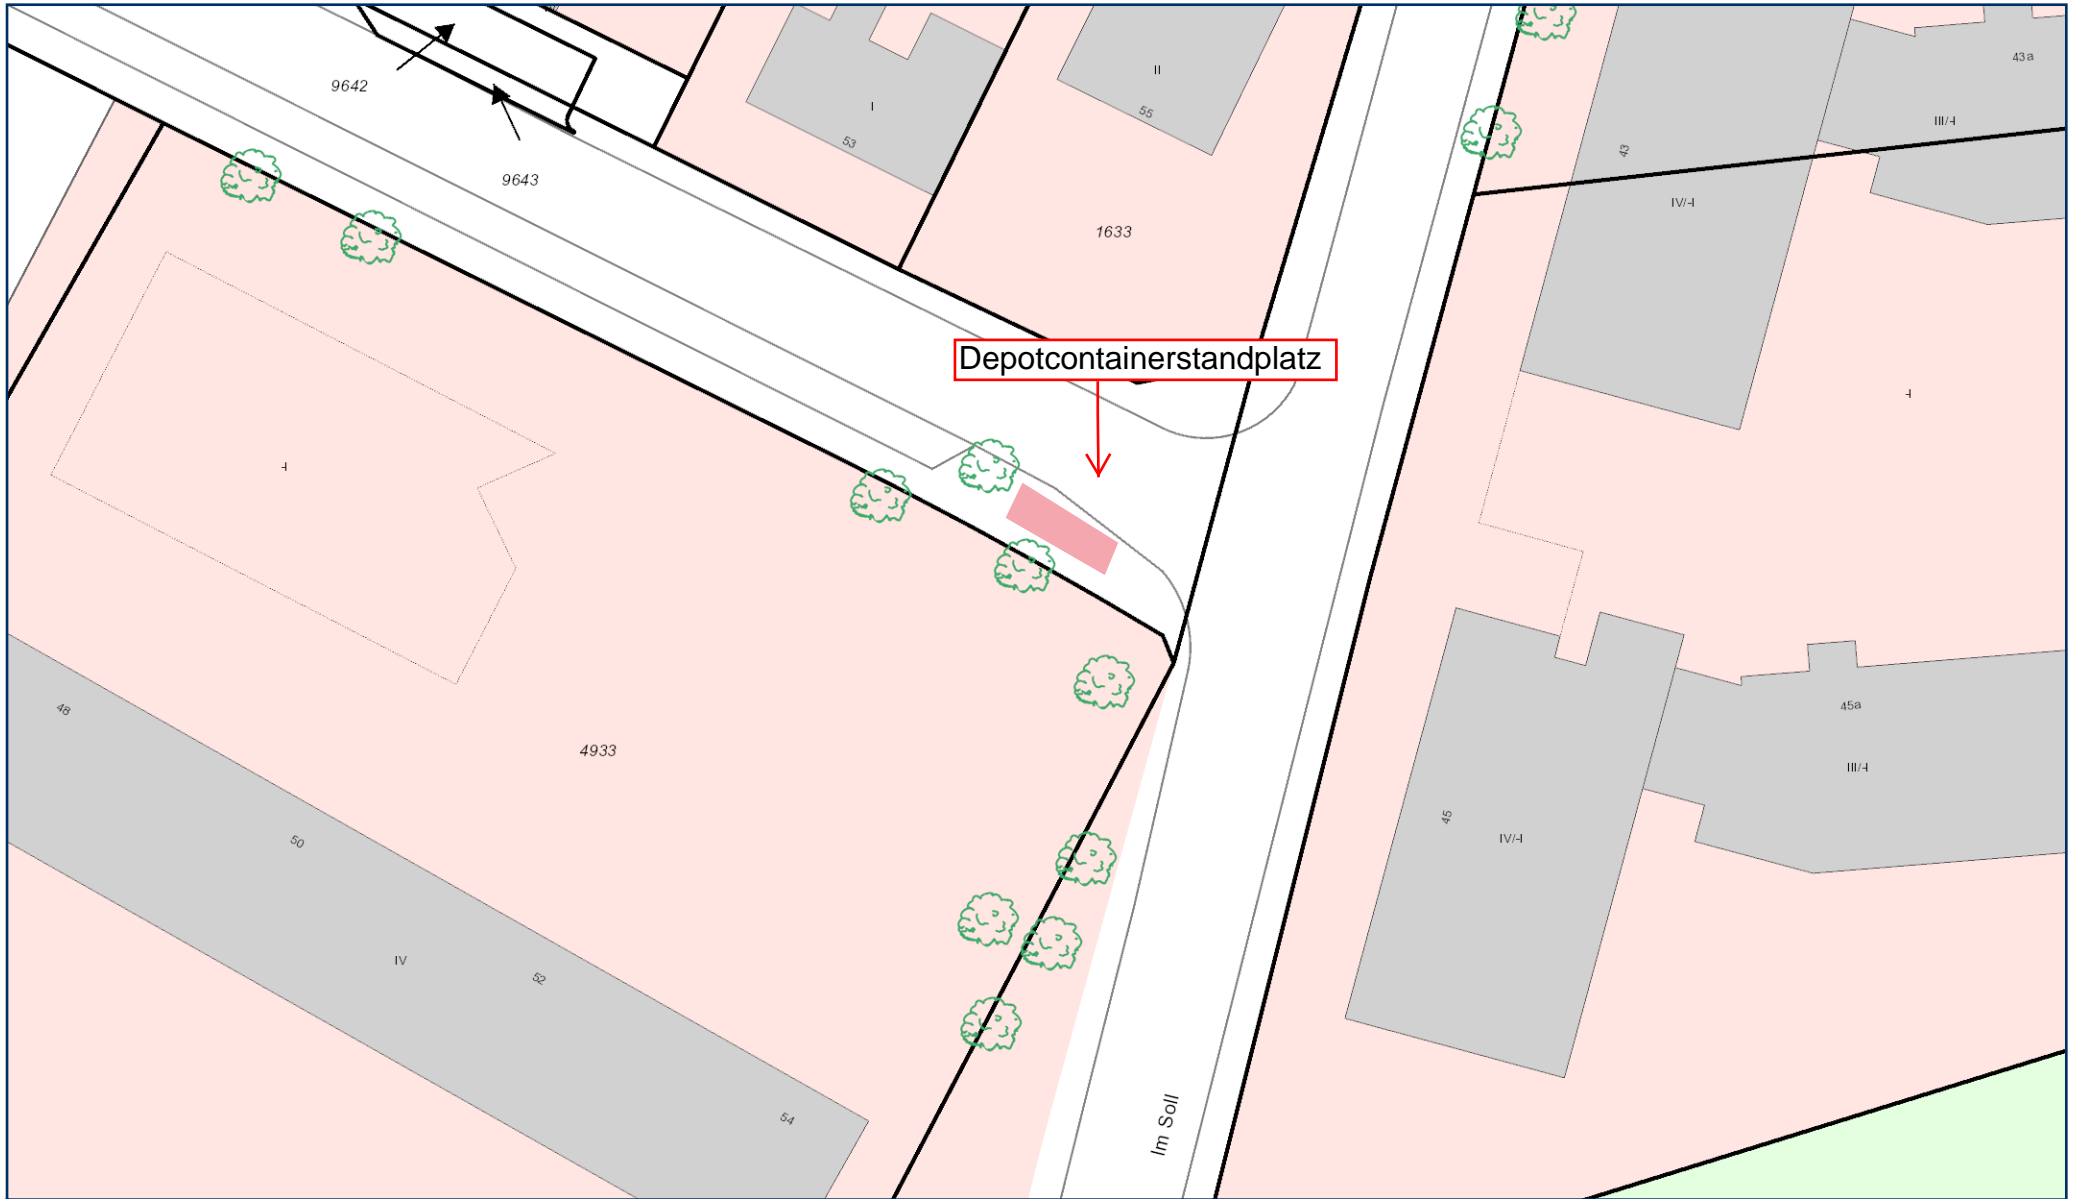 9642
9643
I
53
II
55
1633
43
IV/-I
43a
III/-I
-I
Depotcontainerstandplatz
-I
4933
48
50
IV
52
54
45
IV/-I
45a
III/-I
Im Soll